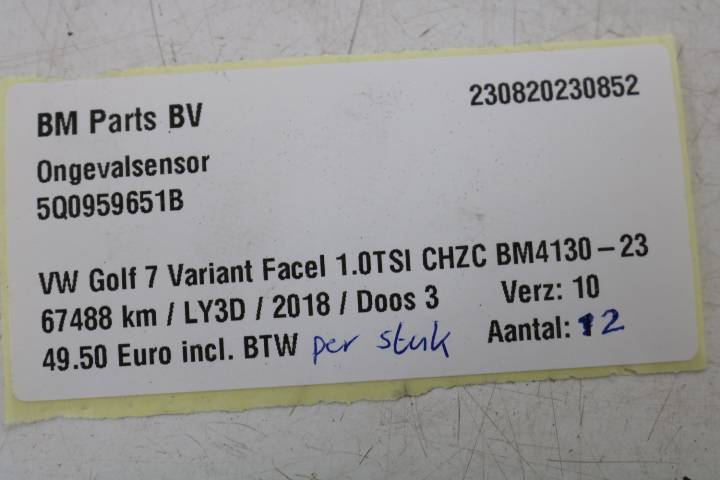 BM Parts BV 230820230852
Ongevalsensor
5Q0959651B
VW Golf 7 Variant Facel 1.0TSI CHZC BM4130-23
67488 km / LY3D / 2018 / Doos 3 Verz: 10
49.50 Euro incl. BTW per stuk Aantal: 2